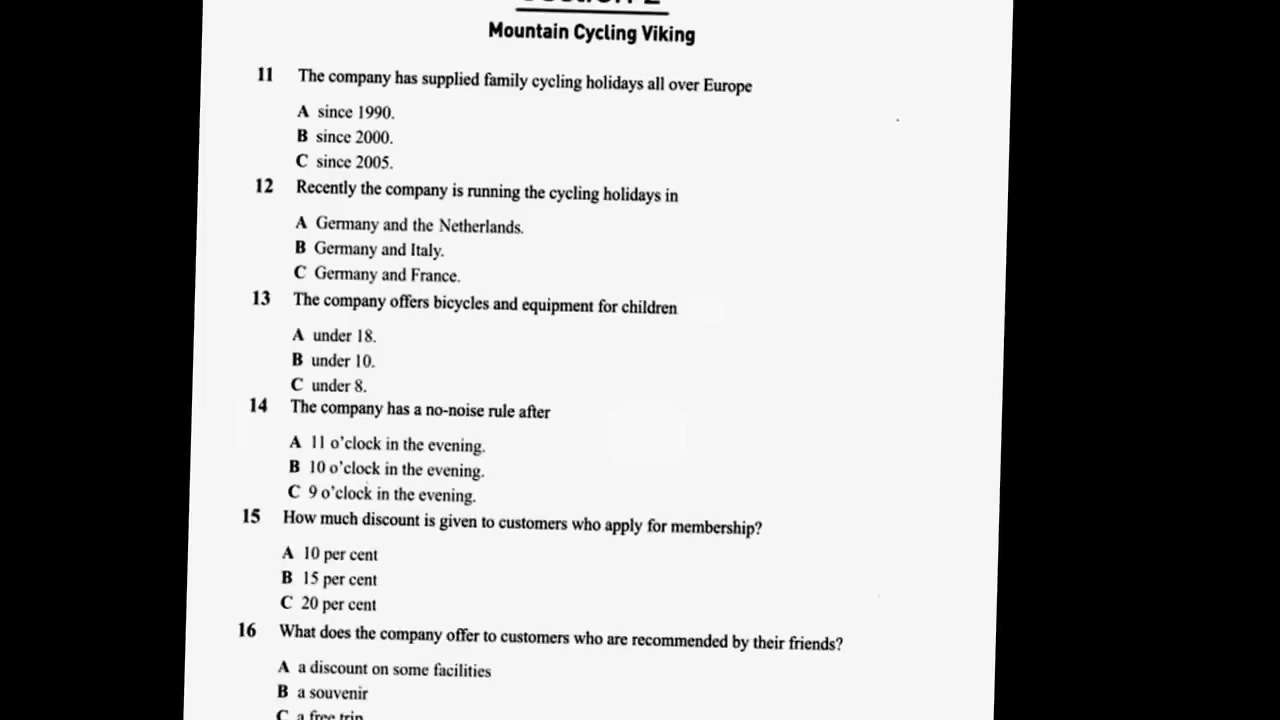 Mountain Cycling Viking
11 The company has supplied family cycling holidays all over Europe
A since 1990.
B since 2000.
C since 2005.
12 Recently the company is running the cycling holidays in
A Germany and the Netherlands.
B Germany and Italy.
C Germany and France.
13 The company offers bicycles and equipment for children
A under 18.
B under 10.
C under 8.
14 The company has a no-noise rule after
A 11 o'clock in the evening.
B 10 o'clock in the evening.
C 9 o'clock in the evening.
15 How much discount is given to customers who apply for membership?
A 10 per cent
B 15 per cent
C 20 per cent
16 What does the company offer to customers who are recommended by their friends?
A a discount on some facilities
B a souvenir
C a free trip